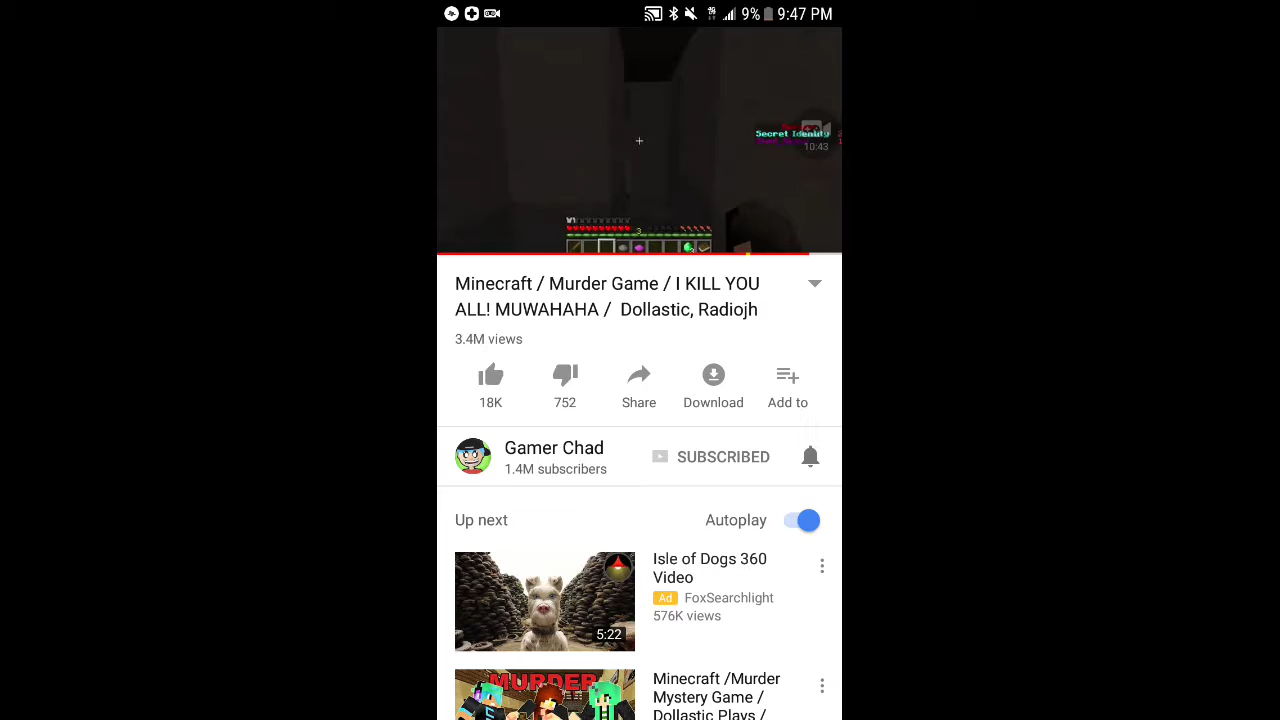 9% 9:47 PM
Secret Identity
10:43
3
Minecraft / Murder Game / I KILL YOU
ALL! MUWAHAHA / Dollastic, Radiojh
3.4M views
18K
752
Share
Download
Add to
Gamer Chad
1.4M subscribers
SUBSCRIBED
Up next
Autoplay
Isle of Dogs 360
Video
Ad FoxSearchlight
576K views
5:22
MURDER
Minecraft /Murder
Mystery Game /
Dollastic Plays /